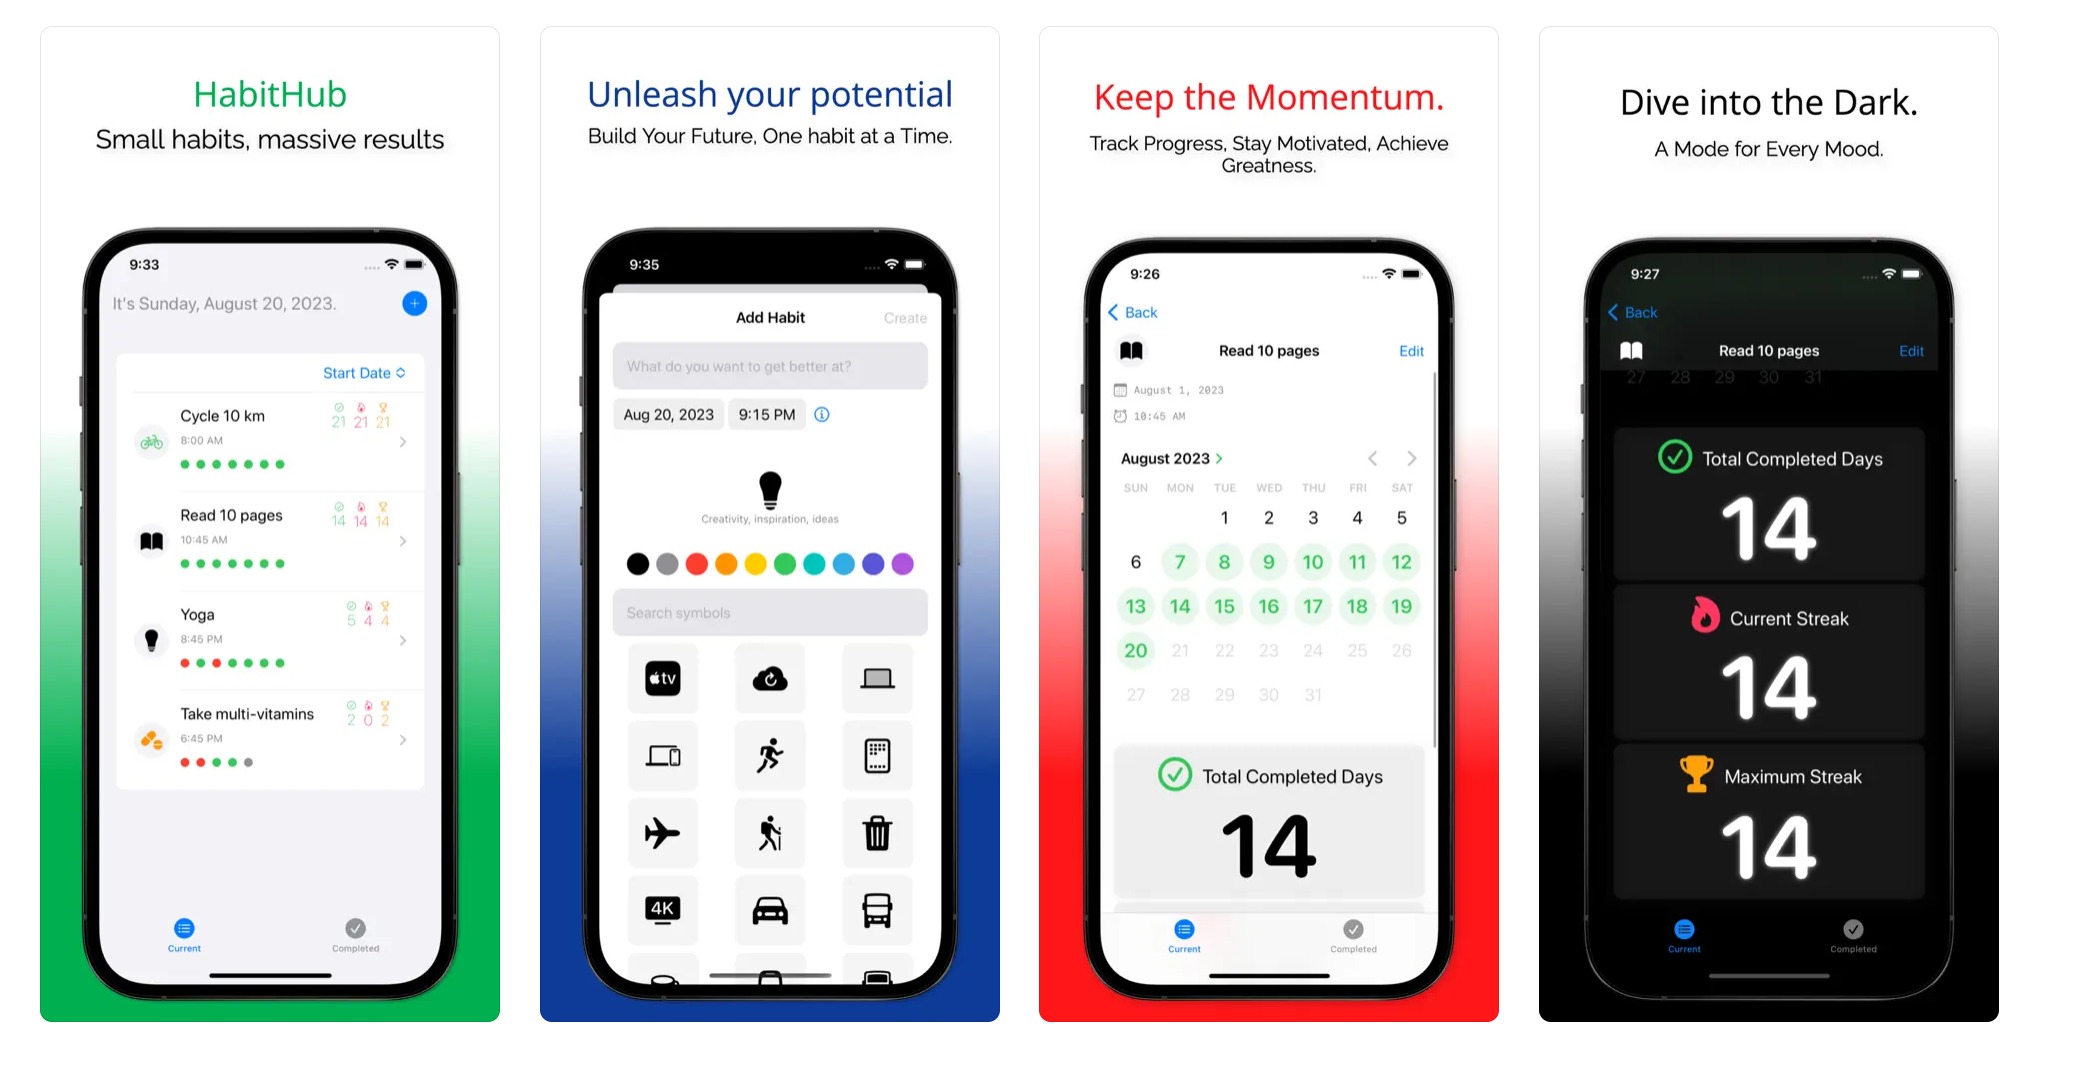 HabitHub
Small habits, massive results
9:33
It's Sunday, August 20, 2023.
Start Date
Cycle 10 km
21 21 21
8:00 AM
Read 10 pages
14 14 14
10:45 AM
Yoga
5 4 4
8:45 PM
Take multi-vitamins
2 0 2
6:45 PM
Current
Completed
Unleash your potential
Build Your Future, One habit at a Time.
9:35
Add Habit
Create
What do you want to get better at?
Aug 20, 2023
9:15 PM
Creativity, inspiration, ideas
Search symbols
tv
4K
Keep the Momentum.
Track Progress, Stay Motivated, Achieve
Greatness.
9:26
Back
Read 10 pages
Edit
August 1, 2023
10:45 AM
August 2023
SUN MON TUE WED THU FRI SAT
1 2 3 4 5
6 7 8 9 10 11 12
13 14 15 16 17 18 19
20 21 22 23 24 25 26
27 28 29 30 31
Total Completed Days
14
Current
Completed
Dive into the Dark.
A Mode for Every Mood.
9:27
Back
Read 10 pages
Edit
27 28 29 30 31
Total Completed Days
14
Current Streak
14
Maximum Streak
14
Current
Completed